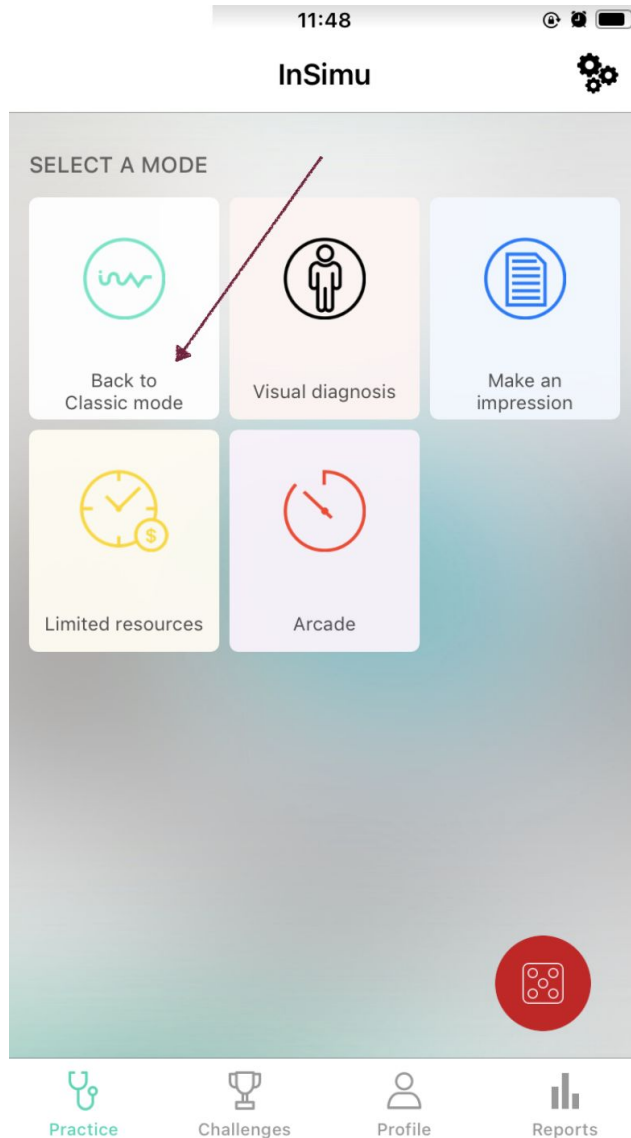 11:48
InSimu
SELECT A MODE
Back to
Classic mode
Visual diagnosis
Make an
impression
$
Limited resources
Arcade
Practice
Challenges
Profile
Reports